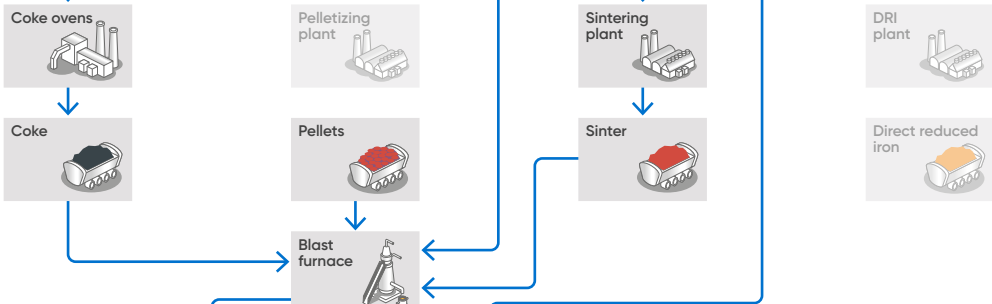 Coke ovens
Pelletizing
plant
Sintering
plant
DRI
plant
Coke
Pellets
Sinter
Direct reduced
iron
Blast
furnace